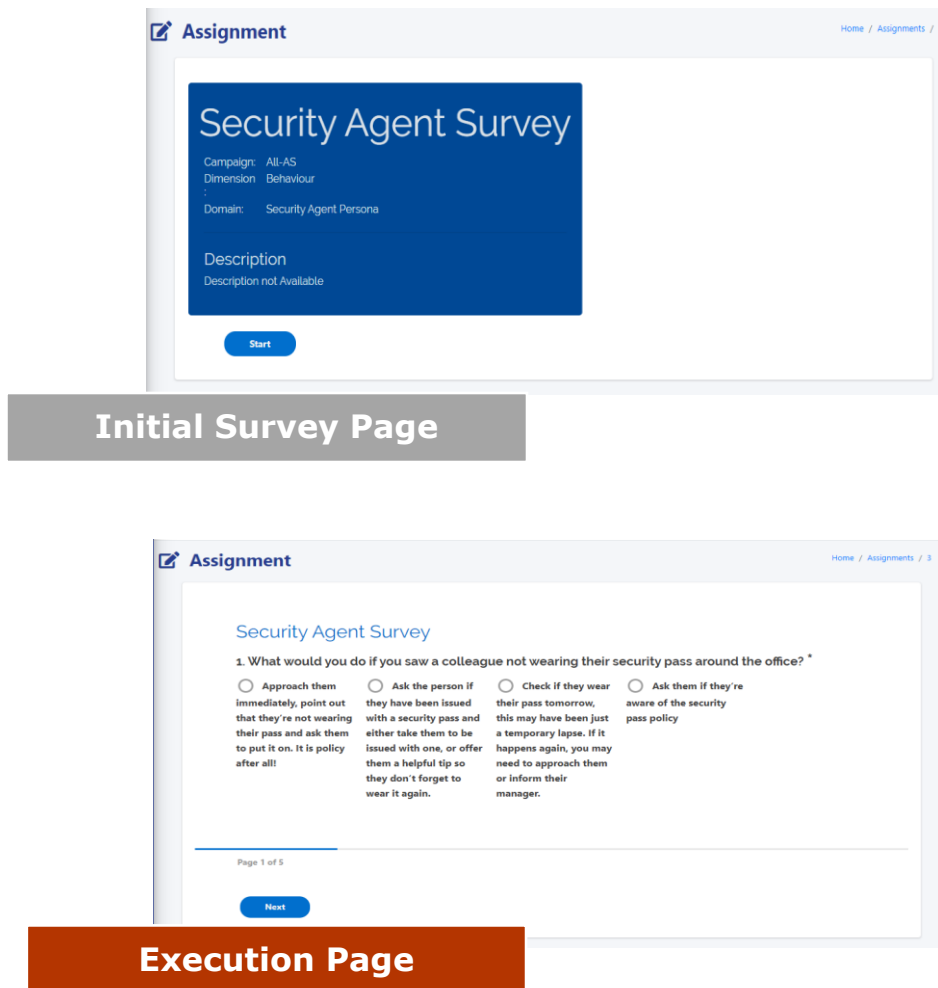 Assignment
Home / Assignments /
Security Agent Survey
Campaign: All-AS
Dimension Behaviour
:
Domain: Security Agent Persona
Description
Description not Available
Start
Initial Survey Page
Assignment
Home / Assignments / 3
Security Agent Survey
1. What would you do if you saw a colleague not wearing their security pass around the office? *
Approach them
immediately, point out
that they're not wearing
their pass and ask them
to put it on. It is policy
after all!
Ask the person if
they have been issued
with a security pass and
either take them to be
issued with one, or offer
them a helpful tip so
they don't forget to
wear it again.
Check if they wear
their pass tomorrow,
this may have been just
a temporary lapse. If it
happens again, you may
need to approach them
or inform their
manager.
Ask them if they're
aware of the security
pass policy
Page 1 of 5
Next
Execution Page